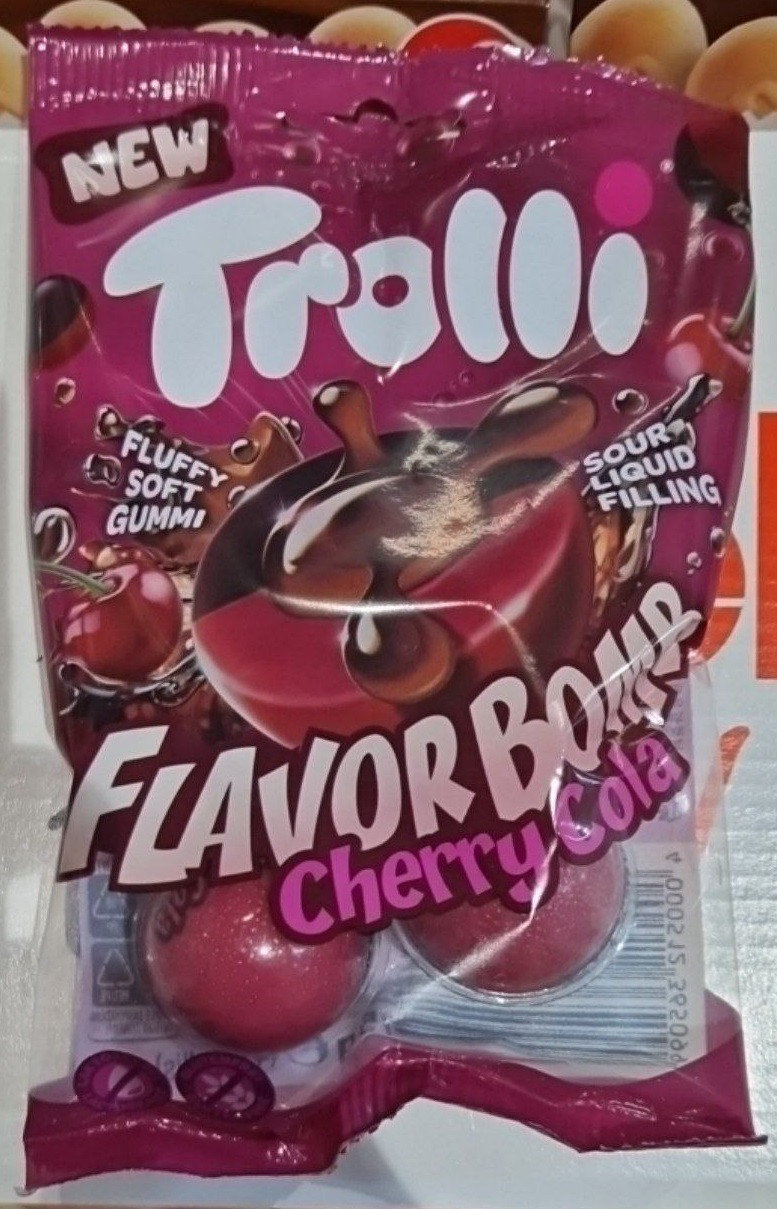 NEW
Trolli
FLUFFY
SOFT
GUMMI
SOUR
LIQUID
FILLING
FLAVOR BOMB
Cherry Cola